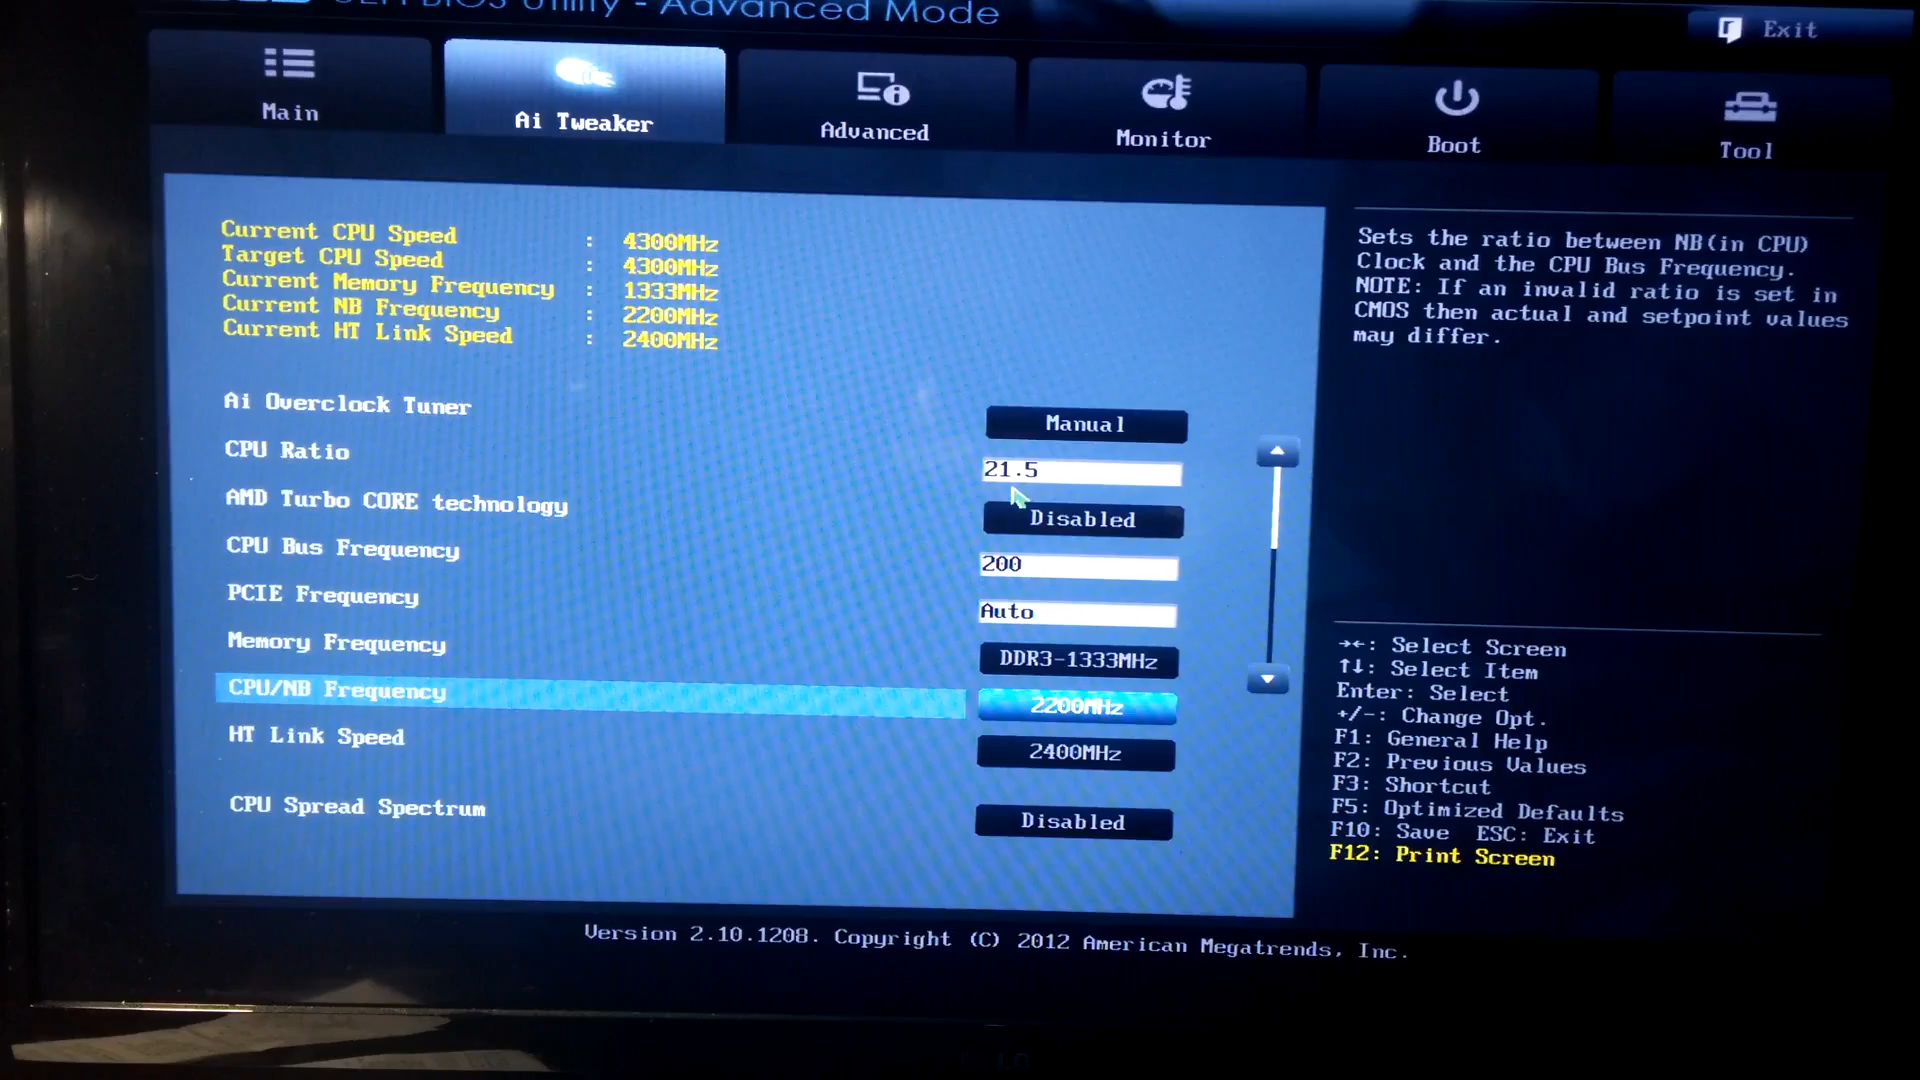 UEFI BIOS Utility - Advanced Mode
Exit
Main
Ai Tweaker
Advanced
Monitor
Boot
Tool
Current CPU Speed : 4300MHz
Target CPU Speed : 4300MHz
Current Memory Frequency : 1333MHz
Current NB Frequency : 2200MHz
Current HT Link Speed : 2400MHz
Ai Overclock Tuner Manual
CPU Ratio 21.5
AMD Turbo CORE technology Disabled
CPU Bus Frequency 200
PCIE Frequency Auto
Memory Frequency DDR3-1333MHz
CPU/NB Frequency 2200MHz
HT Link Speed 2400MHz
CPU Spread Spectrum Disabled
Sets the ratio between NB(in CPU)
Clock and the CPU Bus Frequency.
NOTE: If an invalid ratio is set in
CMOS then actual and setpoint values
may differ.
→←: Select Screen
↑↓: Select Item
Enter: Select
+/-: Change Opt.
F1: General Help
F2: Previous Values
F3: Shortcut
F5: Optimized Defaults
F10: Save ESC: Exit
F12: Print Screen
Version 2.10.1208. Copyright (C) 2012 American Megatrends, Inc.
LG